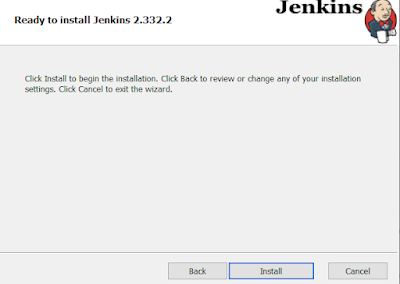 Jenkins
Ready to install Jenkins 2.332.2
Click Install to begin the installation. Click Back to review or change any of your installation
settings. Click Cancel to exit the wizard.
Back
Install
Cancel